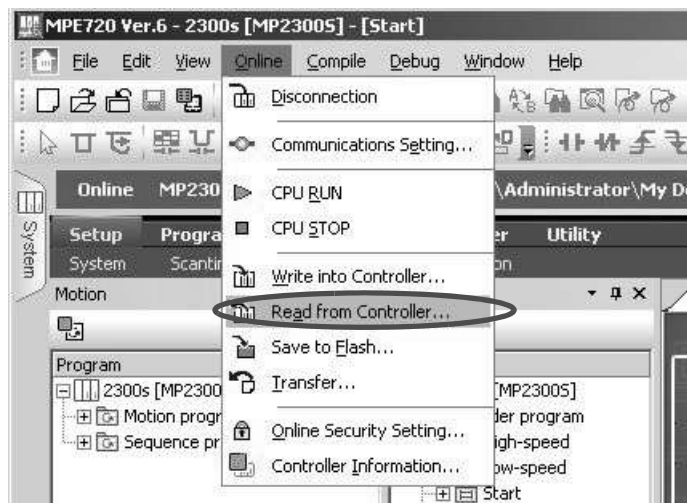 MPE720 Ver.6 - 2300s [MP2300S] - [Start]
File Edit View Online Compile Debug Window Help
Disconnection
Communications Setting...
Online MP230 \Administrator\My Do
CPU RUN
Setup Progra er Utility
CPU STOP
System Scantin on
System
Write into Controller...
Motion
Read from Controller...
Save to Flash...
Program
2300s [MP2300 Transfer... [MP2300S]
Motion progr der program
Sequence pr Online Security Setting... igh-speed
Controller Information... ow-speed
Start